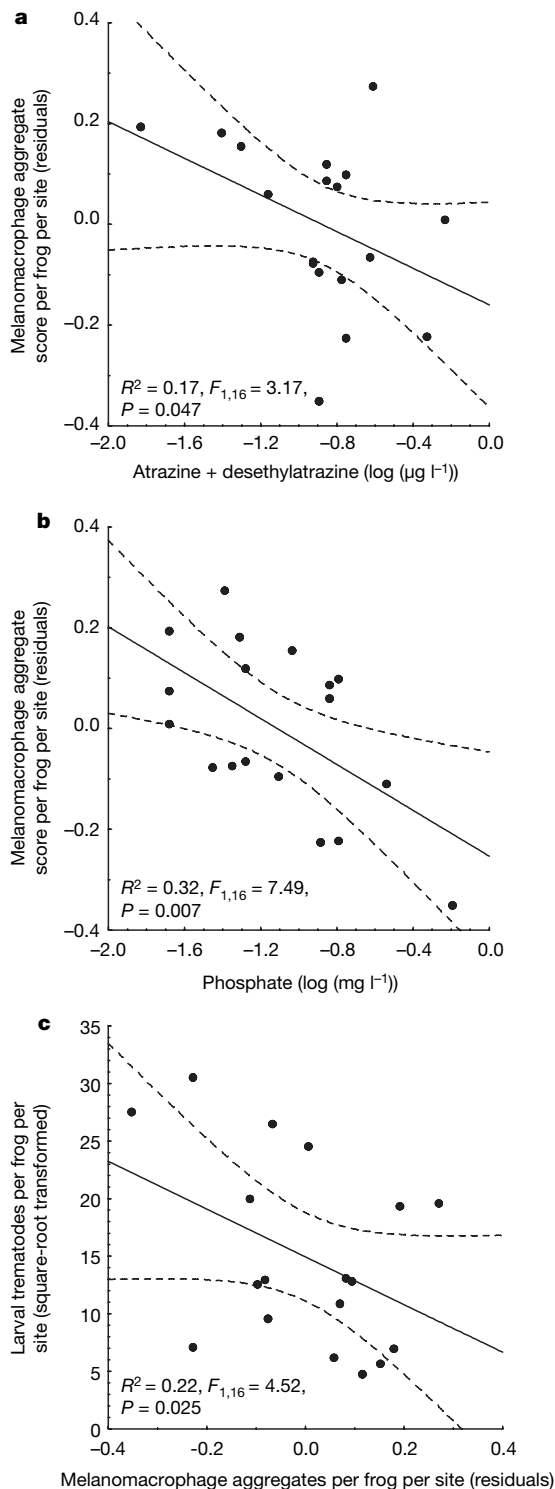 a
0.4
0.2
0.0
−0.2
−0.4
Melanomacrophage aggregate
score per frog per site (residuals)
R² = 0.17, F₁,₁₆ = 3.17,
P = 0.047
−2.0 −1.6 −1.2 −0.8 −0.4 0.0
Atrazine + desethylatrazine (log (µg l⁻¹))
b
0.4
0.2
0.0
−0.2
−0.4
Melanomacrophage aggregate
score per frog per site (residuals)
R² = 0.32, F₁,₁₆ = 7.49,
P = 0.007
−2.0 −1.6 −1.2 −0.8 −0.4 0.0
Phosphate (log (mg l⁻¹))
c
35
30
25
20
15
10
5
0
Larval trematodes per frog per
site (square-root transformed)
R² = 0.22, F₁,₁₆ = 4.52,
P = 0.025
−0.4 −0.2 0.0 0.2 0.4
Melanomacrophage aggregates per frog per site (residuals)